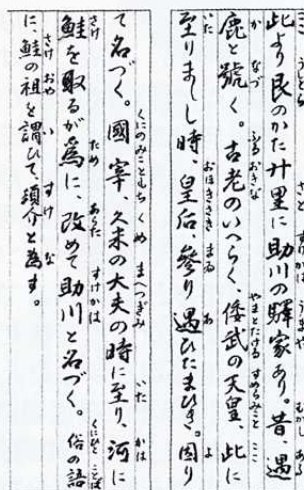 此より艮のかた廾里に助川の驛家あり。昔、遇
鹿と號く。古老のいへらく、倭武の天皇、此に
至りましし時、皇后、參り遇ひたまひき。因り
て名づく。國宰、久米の大夫の時に至り、河に
鮭を取るが爲に、改めて助川と名づく。俗の語
に、鮭の祖を謂ひて、須介と爲す。